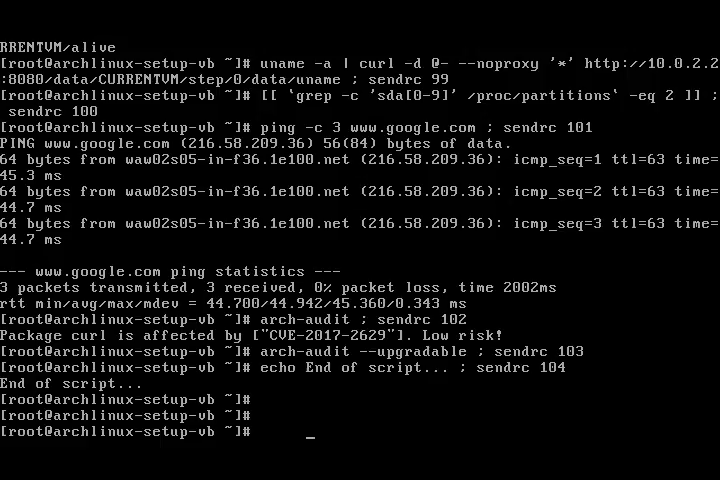 RRENTVM/alive
[root@archlinux-setup-vb ~]# uname -a | curl -d @- --noproxy '*' http://10.0.2.2
:8080/data/CURRENTVM/step/0/data/uname ; sendrc 99
[root@archlinux-setup-vb ~]# [[ `grep -c 'sda[0-9]' /proc/partitions` -eq 2 ]] ;
 sendrc 100
[root@archlinux-setup-vb ~]# ping -c 3 www.google.com ; sendrc 101
PING www.google.com (216.58.209.36) 56(84) bytes of data.
64 bytes from waw02s05-in-f36.1e100.net (216.58.209.36): icmp_seq=1 ttl=63 time=
45.3 ms
64 bytes from waw02s05-in-f36.1e100.net (216.58.209.36): icmp_seq=2 ttl=63 time=
44.7 ms
64 bytes from waw02s05-in-f36.1e100.net (216.58.209.36): icmp_seq=3 ttl=63 time=
44.7 ms
--- www.google.com ping statistics ---
3 packets transmitted, 3 received, 0% packet loss, time 2002ms
rtt min/avg/max/mdev = 44.700/44.942/45.360/0.343 ms
[root@archlinux-setup-vb ~]# arch-audit ; sendrc 102
Package curl is affected by ["CVE-2017-2629"]. Low risk!
[root@archlinux-setup-vb ~]# arch-audit --upgradable ; sendrc 103
[root@archlinux-setup-vb ~]# echo End of script... ; sendrc 104
End of script...
[root@archlinux-setup-vb ~]#
[root@archlinux-setup-vb ~]#
[root@archlinux-setup-vb ~]#       _